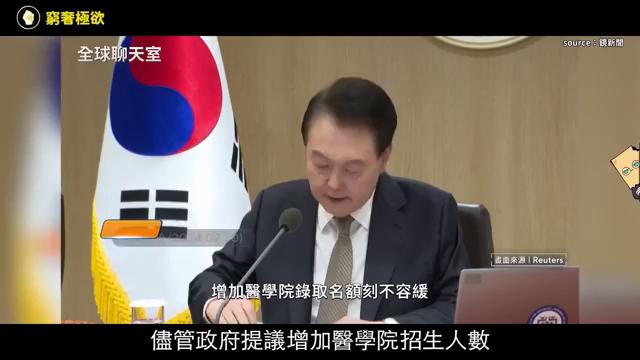 窮奢極欲
source：鏡新聞
全球聊天室
畫面來源｜Reuters
增加醫學院錄取名額刻不容緩
儘管政府提議增加醫學院招生人數